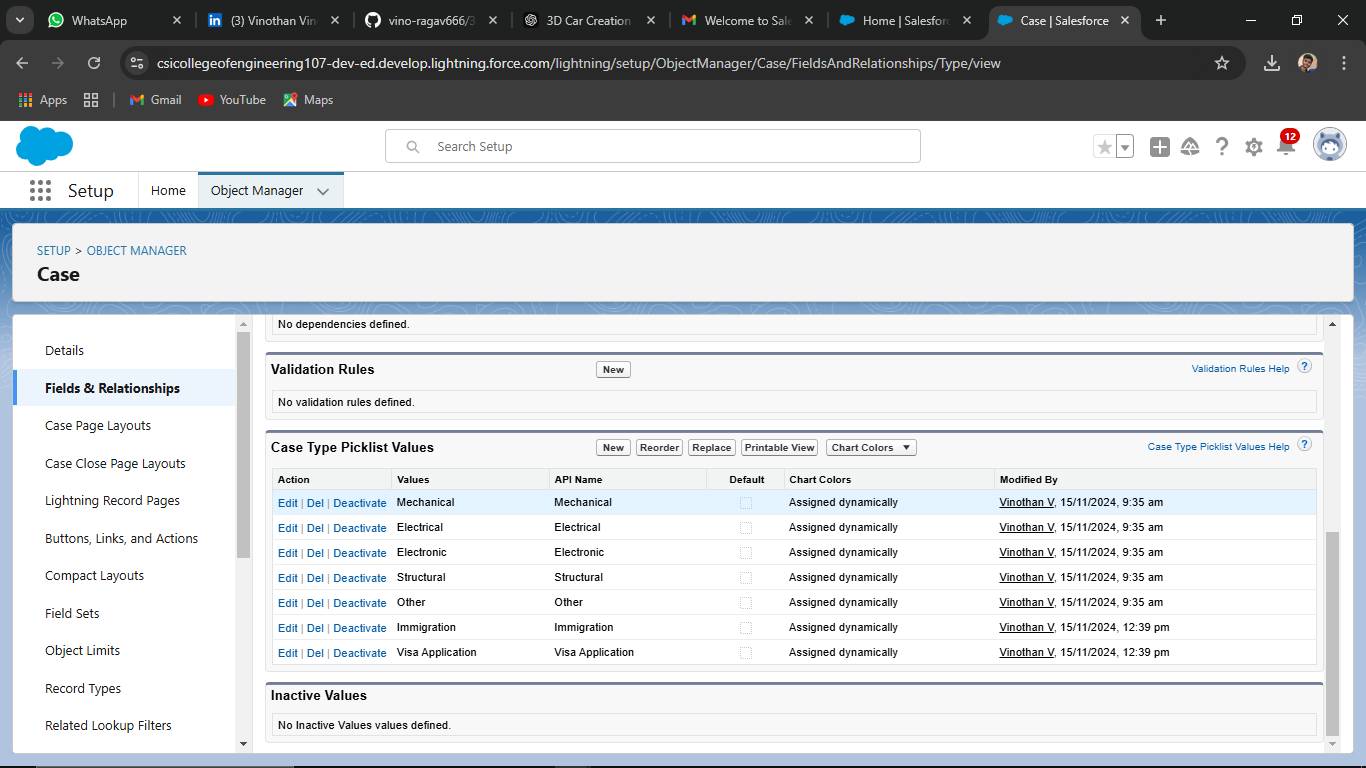 WhatsApp
(3) Vinothan Vin
vino-ragav666/3
3D Car Creation
Welcome to Sale
Home | Salesforc
Case | Salesforce
csicollegeofengineering107-dev-ed.develop.lightning.force.com/lightning/setup/ObjectManager/Case/FieldsAndRelationships/Type/view
Apps
Gmail
YouTube
Maps
Search Setup
12
Setup
Home
Object Manager
SETUP > OBJECT MANAGER
Case
Details
Fields & Relationships
Case Page Layouts
Case Close Page Layouts
Lightning Record Pages
Buttons, Links, and Actions
Compact Layouts
Field Sets
Object Limits
Record Types
Related Lookup Filters
No dependencies defined.
Validation Rules New Validation Rules Help ?
No validation rules defined.
Case Type Picklist Values New Reorder Replace Printable View Chart Colors Case Type Picklist Values Help ?
Action Values API Name Default Chart Colors Modified By
Edit | Del | Deactivate Mechanical Mechanical Assigned dynamically Vinothan V, 15/11/2024, 9:35 am
Edit | Del | Deactivate Electrical Electrical Assigned dynamically Vinothan V, 15/11/2024, 9:35 am
Edit | Del | Deactivate Electronic Electronic Assigned dynamically Vinothan V, 15/11/2024, 9:35 am
Edit | Del | Deactivate Structural Structural Assigned dynamically Vinothan V, 15/11/2024, 9:35 am
Edit | Del | Deactivate Other Other Assigned dynamically Vinothan V, 15/11/2024, 9:35 am
Edit | Del | Deactivate Immigration Immigration Assigned dynamically Vinothan V, 15/11/2024, 12:39 pm
Edit | Del | Deactivate Visa Application Visa Application Assigned dynamically Vinothan V, 15/11/2024, 12:39 pm
Inactive Values
No Inactive Values values defined.